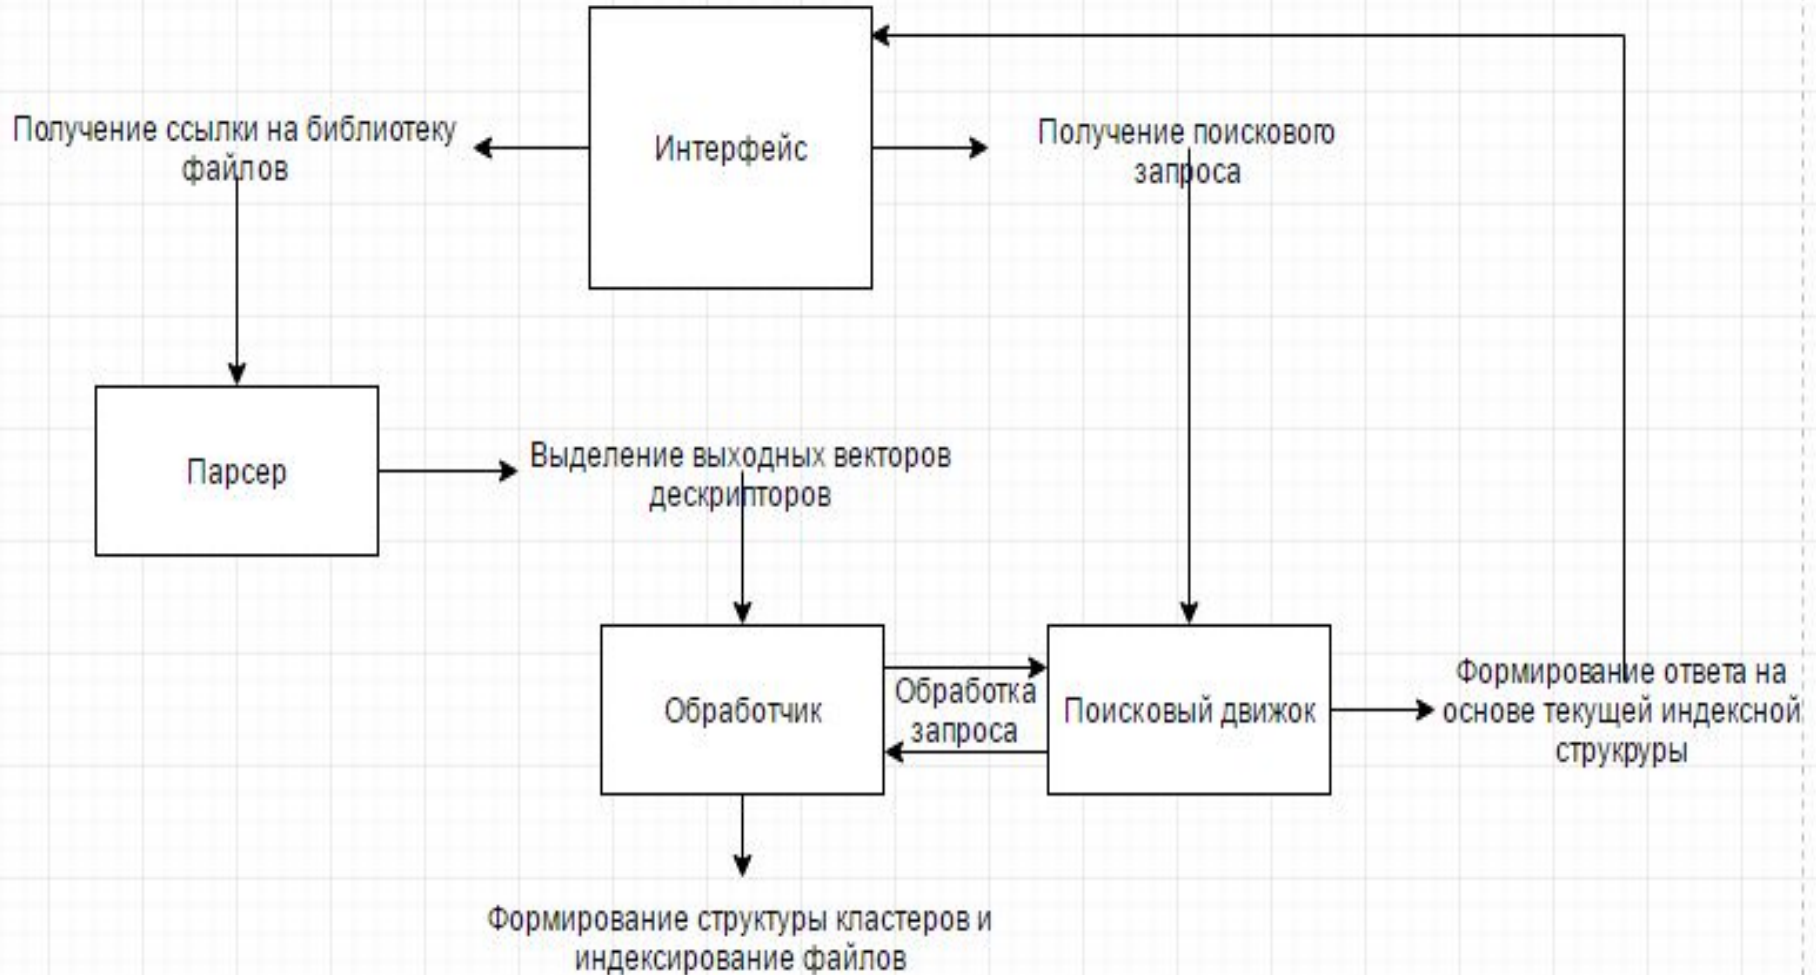 Интерфейс
Получение ссылки на библиотеку
файлов
Получение поискового
запроса
Парсер
Выделение выходных векторов
дескрипторов
Обработчик
Обработка
запроса
Поисковый движок
Формирование ответа на
основе текущей индексной
струкруры
Формирование структуры кластеров и
индексирование файлов